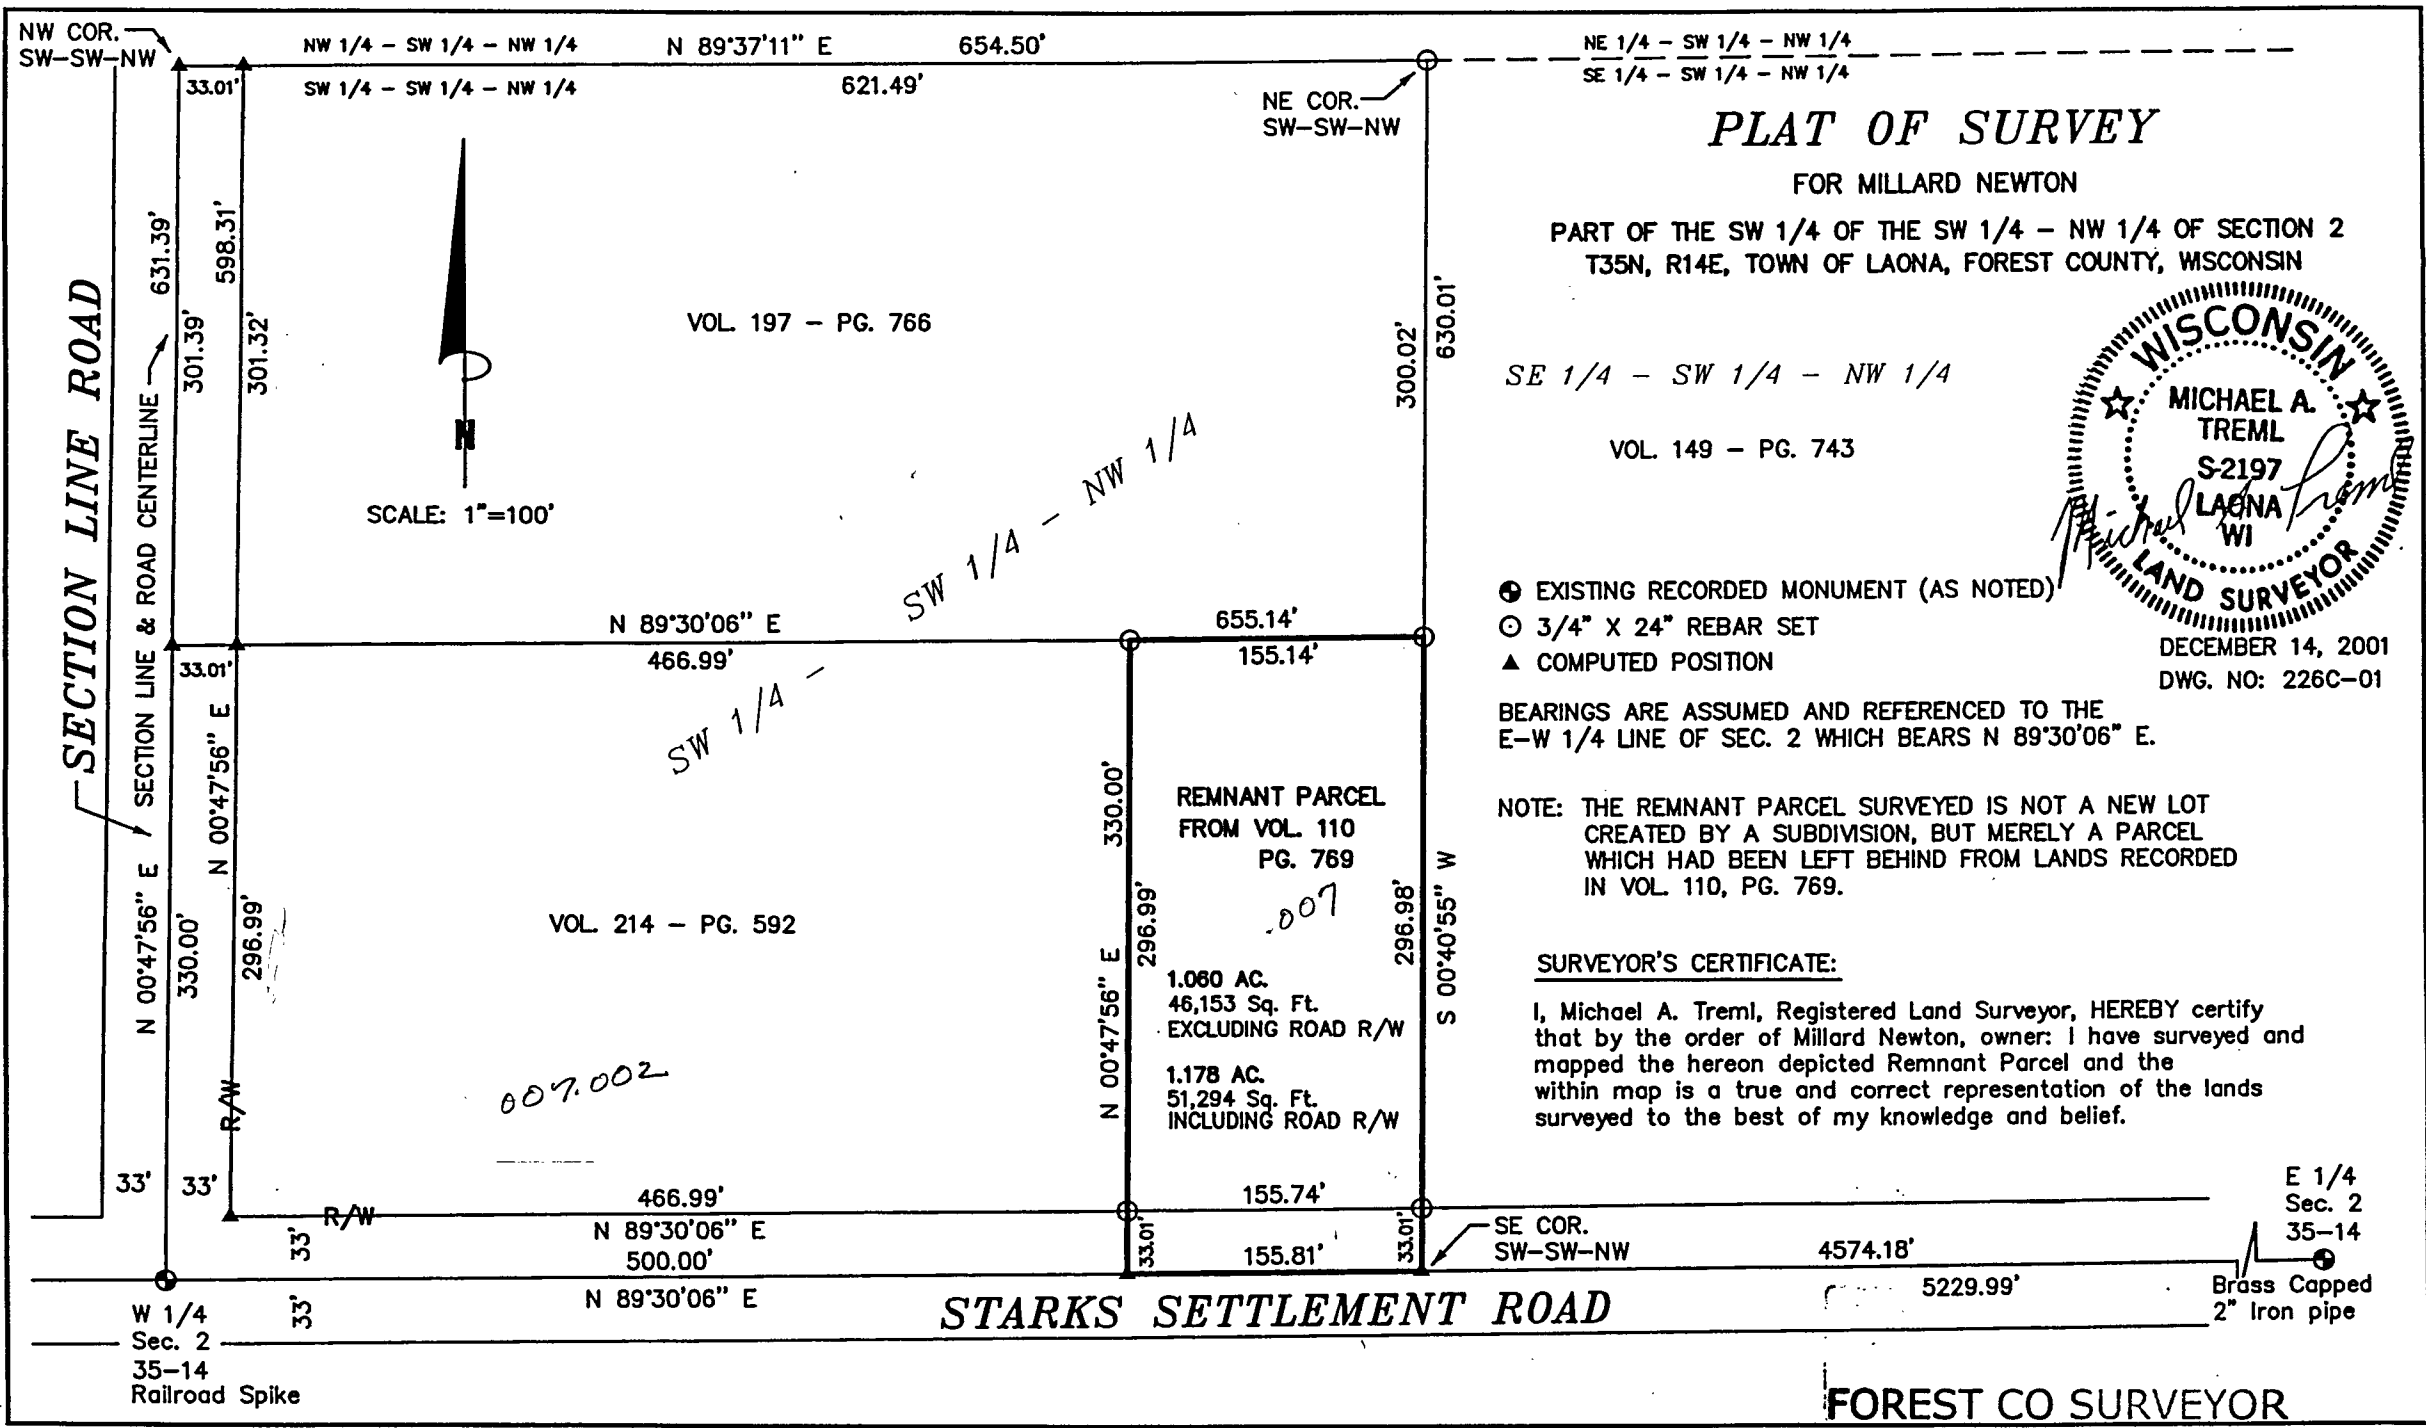 NW COR.
SW-SW-NW
NW 1/4 - SW 1/4 - NW 1/4
N 89°37'11" E
654.50'
33.01'
SW 1/4 - SW 1/4 - NW 1/4
621.49'
NE COR.
SW-SW-NW
NE 1/4 - SW 1/4 - NW 1/4
SE 1/4 - SW 1/4 - NW 1/4
PLAT OF SURVEY
FOR MILLARD NEWTON
PART OF THE SW 1/4 OF THE SW 1/4 - NW 1/4 OF SECTION 2
T35N, R14E, TOWN OF LAONA, FOREST COUNTY, WISCONSIN
SE 1/4 - SW 1/4 - NW 1/4
VOL. 149 - PG. 743
WISCONSIN
MICHAEL A.
TREML
S-2197
LAONA
WI
LAND SURVEYOR
Michael A Treml
DECEMBER 14, 2001
DWG. NO: 226C-01
EXISTING RECORDED MONUMENT (AS NOTED)
3/4" X 24" REBAR SET
▲ COMPUTED POSITION
BEARINGS ARE ASSUMED AND REFERENCED TO THE
E-W 1/4 LINE OF SEC. 2 WHICH BEARS N 89°30'06" E.
NOTE: THE REMNANT PARCEL SURVEYED IS NOT A NEW LOT
CREATED BY A SUBDIVISION, BUT MERELY A PARCEL
WHICH HAD BEEN LEFT BEHIND FROM LANDS RECORDED
IN VOL. 110, PG. 769.
SURVEYOR'S CERTIFICATE:
I, Michael A. Treml, Registered Land Surveyor, HEREBY certify
that by the order of Millard Newton, owner: I have surveyed and
mapped the hereon depicted Remnant Parcel and the
within map is a true and correct representation of the lands
surveyed to the best of my knowledge and belief.
SECTION LINE ROAD
SECTION LINE & ROAD CENTERLINE
631.39'
598.31'
301.39'
301.32'
N
SCALE: 1"=100'
VOL. 197 - PG. 766
300.02'
630.01'
SW 1/4 - SW 1/4 - NW 1/4
N 89°30'06" E
466.99'
655.14'
155.14'
33.01'
N 00°47'56" E
N 00°47'56" E
330.00'
296.99'
R/W
VOL. 214 - PG. 592
007.002
330.00'
296.99'
N 00°47'56" E
REMNANT PARCEL
FROM VOL. 110
PG. 769
.007
1.060 AC.
46,153 Sq. Ft.
EXCLUDING ROAD R/W
1.178 AC.
51,294 Sq. Ft.
INCLUDING ROAD R/W
296.98'
S 00°40'55" W
33'
33'
R/W
466.99'
155.74'
N 89°30'06" E
33'
500.00'
33.01'
155.81'
33.01'
SE COR.
SW-SW-NW
4574.18'
5229.99'
E 1/4
Sec. 2
35-14
Brass Capped
2" Iron pipe
N 89°30'06" E
33'
STARKS SETTLEMENT ROAD
W 1/4
Sec. 2
35-14
Railroad Spike
FOREST CO SURVEYOR